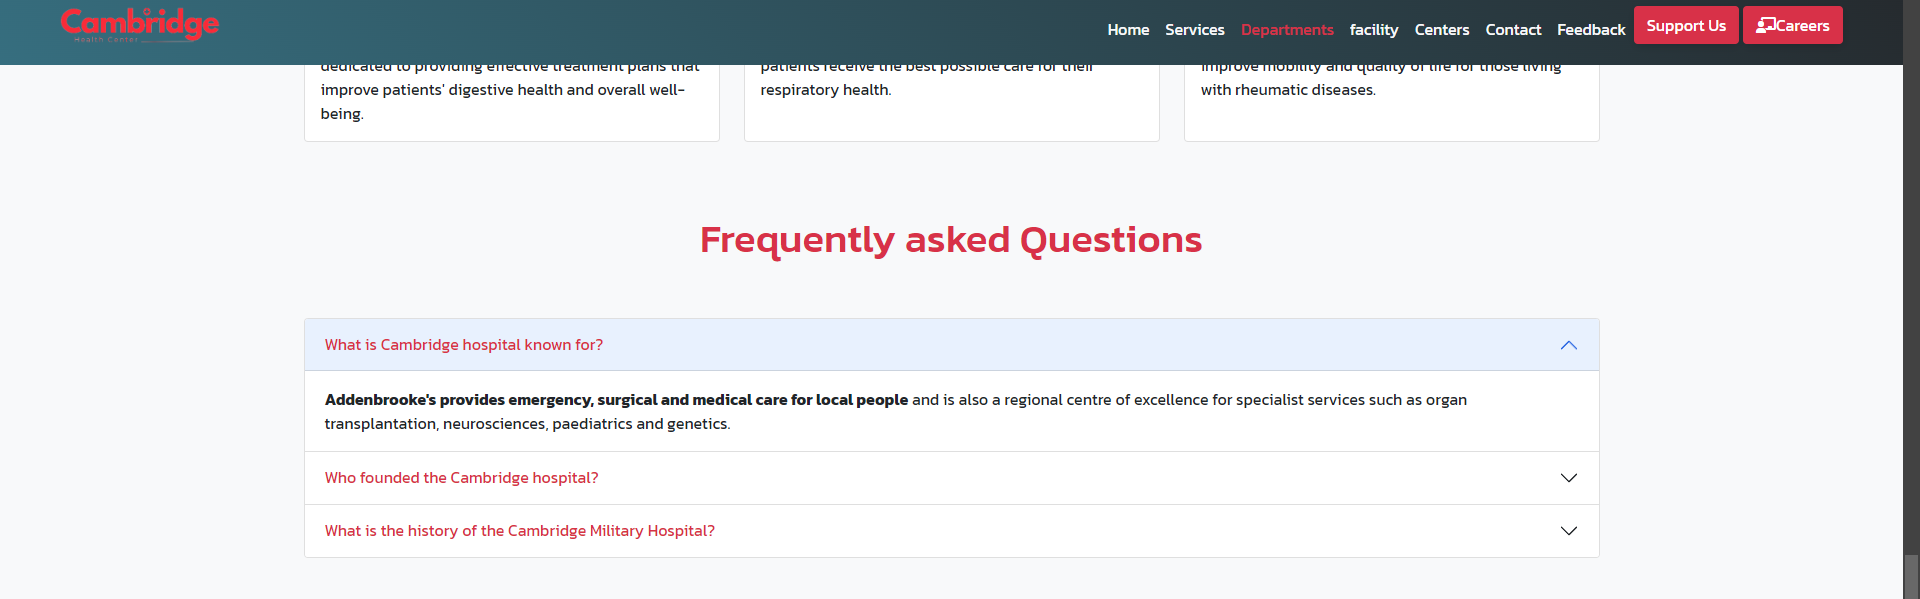 Cambridge
Health Center
Home Services Departments facility Centers Contact Feedback Support Us Careers
dedicated to providing effective treatment plans that
improve patients' digestive health and overall well-
being.
patients receive the best possible care for their
respiratory health.
improve mobility and quality of life for those living
with rheumatic diseases.
Frequently asked Questions
What is Cambridge hospital known for?
Addenbrooke's provides emergency, surgical and medical care for local people and is also a regional centre of excellence for specialist services such as organ
transplantation, neurosciences, paediatrics and genetics.
Who founded the Cambridge hospital?
What is the history of the Cambridge Military Hospital?